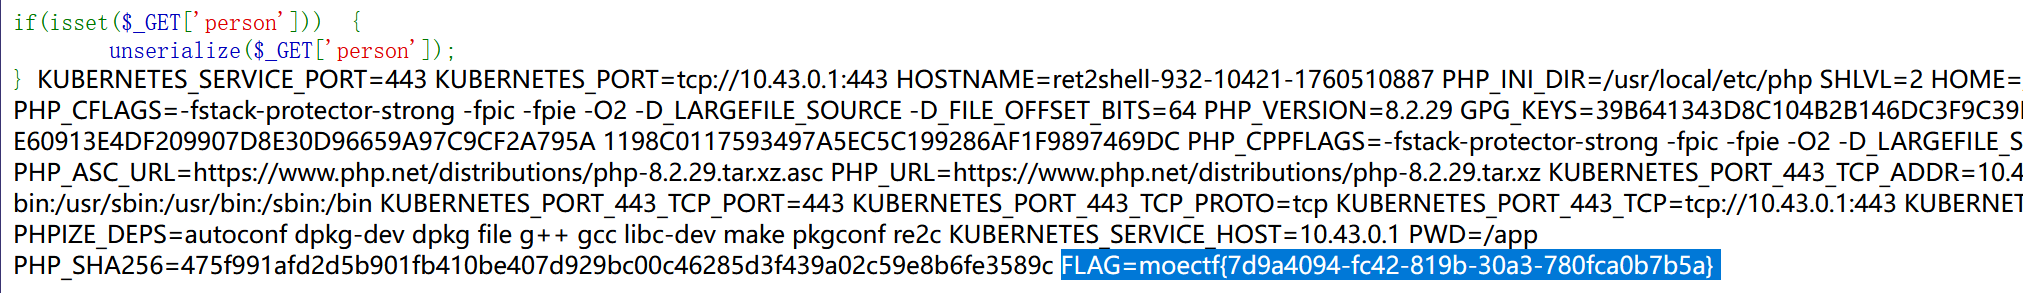 if(isset($_GET['person']))  {
        unserialize($_GET['person']);
} KUBERNETES_SERVICE_PORT=443 KUBERNETES_PORT=tcp://10.43.0.1:443 HOSTNAME=ret2shell-932-10421-1760510887 PHP_INI_DIR=/usr/local/etc/php SHLVL=2 HOME=
PHP_CFLAGS=-fstack-protector-strong -fpic -fpie -O2 -D_LARGEFILE_SOURCE -D_FILE_OFFSET_BITS=64 PHP_VERSION=8.2.29 GPG_KEYS=39B641343D8C104B2B146DC3F9C39
E60913E4DF209907D8E30D96659A97C9CF2A795A 1198C0117593497A5EC5C199286AF1F9897469DC PHP_CPPFLAGS=-fstack-protector-strong -fpic -fpie -O2 -D_LARGEFILE_S
PHP_ASC_URL=https://www.php.net/distributions/php-8.2.29.tar.xz.asc PHP_URL=https://www.php.net/distributions/php-8.2.29.tar.xz KUBERNETES_PORT_443_TCP_ADDR=10.4
bin:/usr/sbin:/usr/bin:/sbin:/bin KUBERNETES_PORT_443_TCP_PORT=443 KUBERNETES_PORT_443_TCP_PROTO=tcp KUBERNETES_PORT_443_TCP=tcp://10.43.0.1:443 KUBERNET
PHPIZE_DEPS=autoconf dpkg-dev dpkg file g++ gcc libc-dev make pkgconf re2c KUBERNETES_SERVICE_HOST=10.43.0.1 PWD=/app
PHP_SHA256=475f991afd2d5b901fb410be407d929bc00c46285d3f439a02c59e8b6fe3589c FLAG=moectf{7d9a4094-fc42-819b-30a3-780fca0b7b5a}